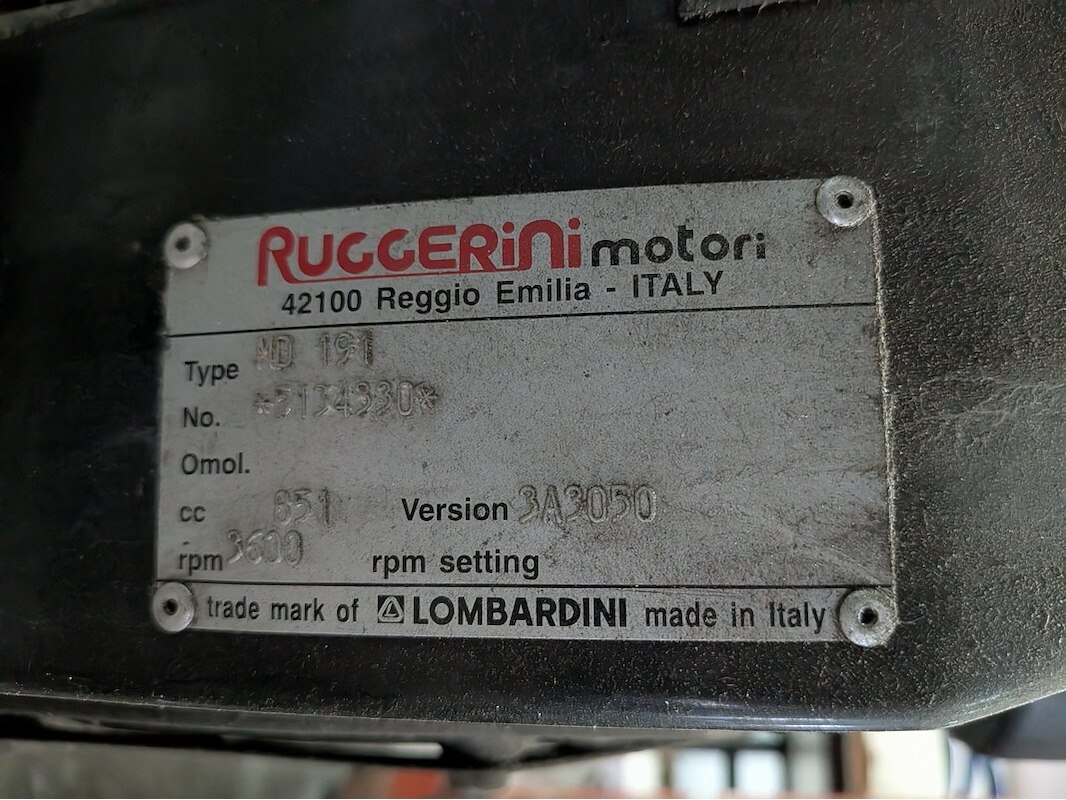 RUGGERiNi motori
42100 Reggio Emilia - ITALY
Type MD 191
No. *5134330*
Omol.
cc 851 Version 3A3050
rpm 3600 rpm setting
trade mark of LOMBARDINI made in Italy